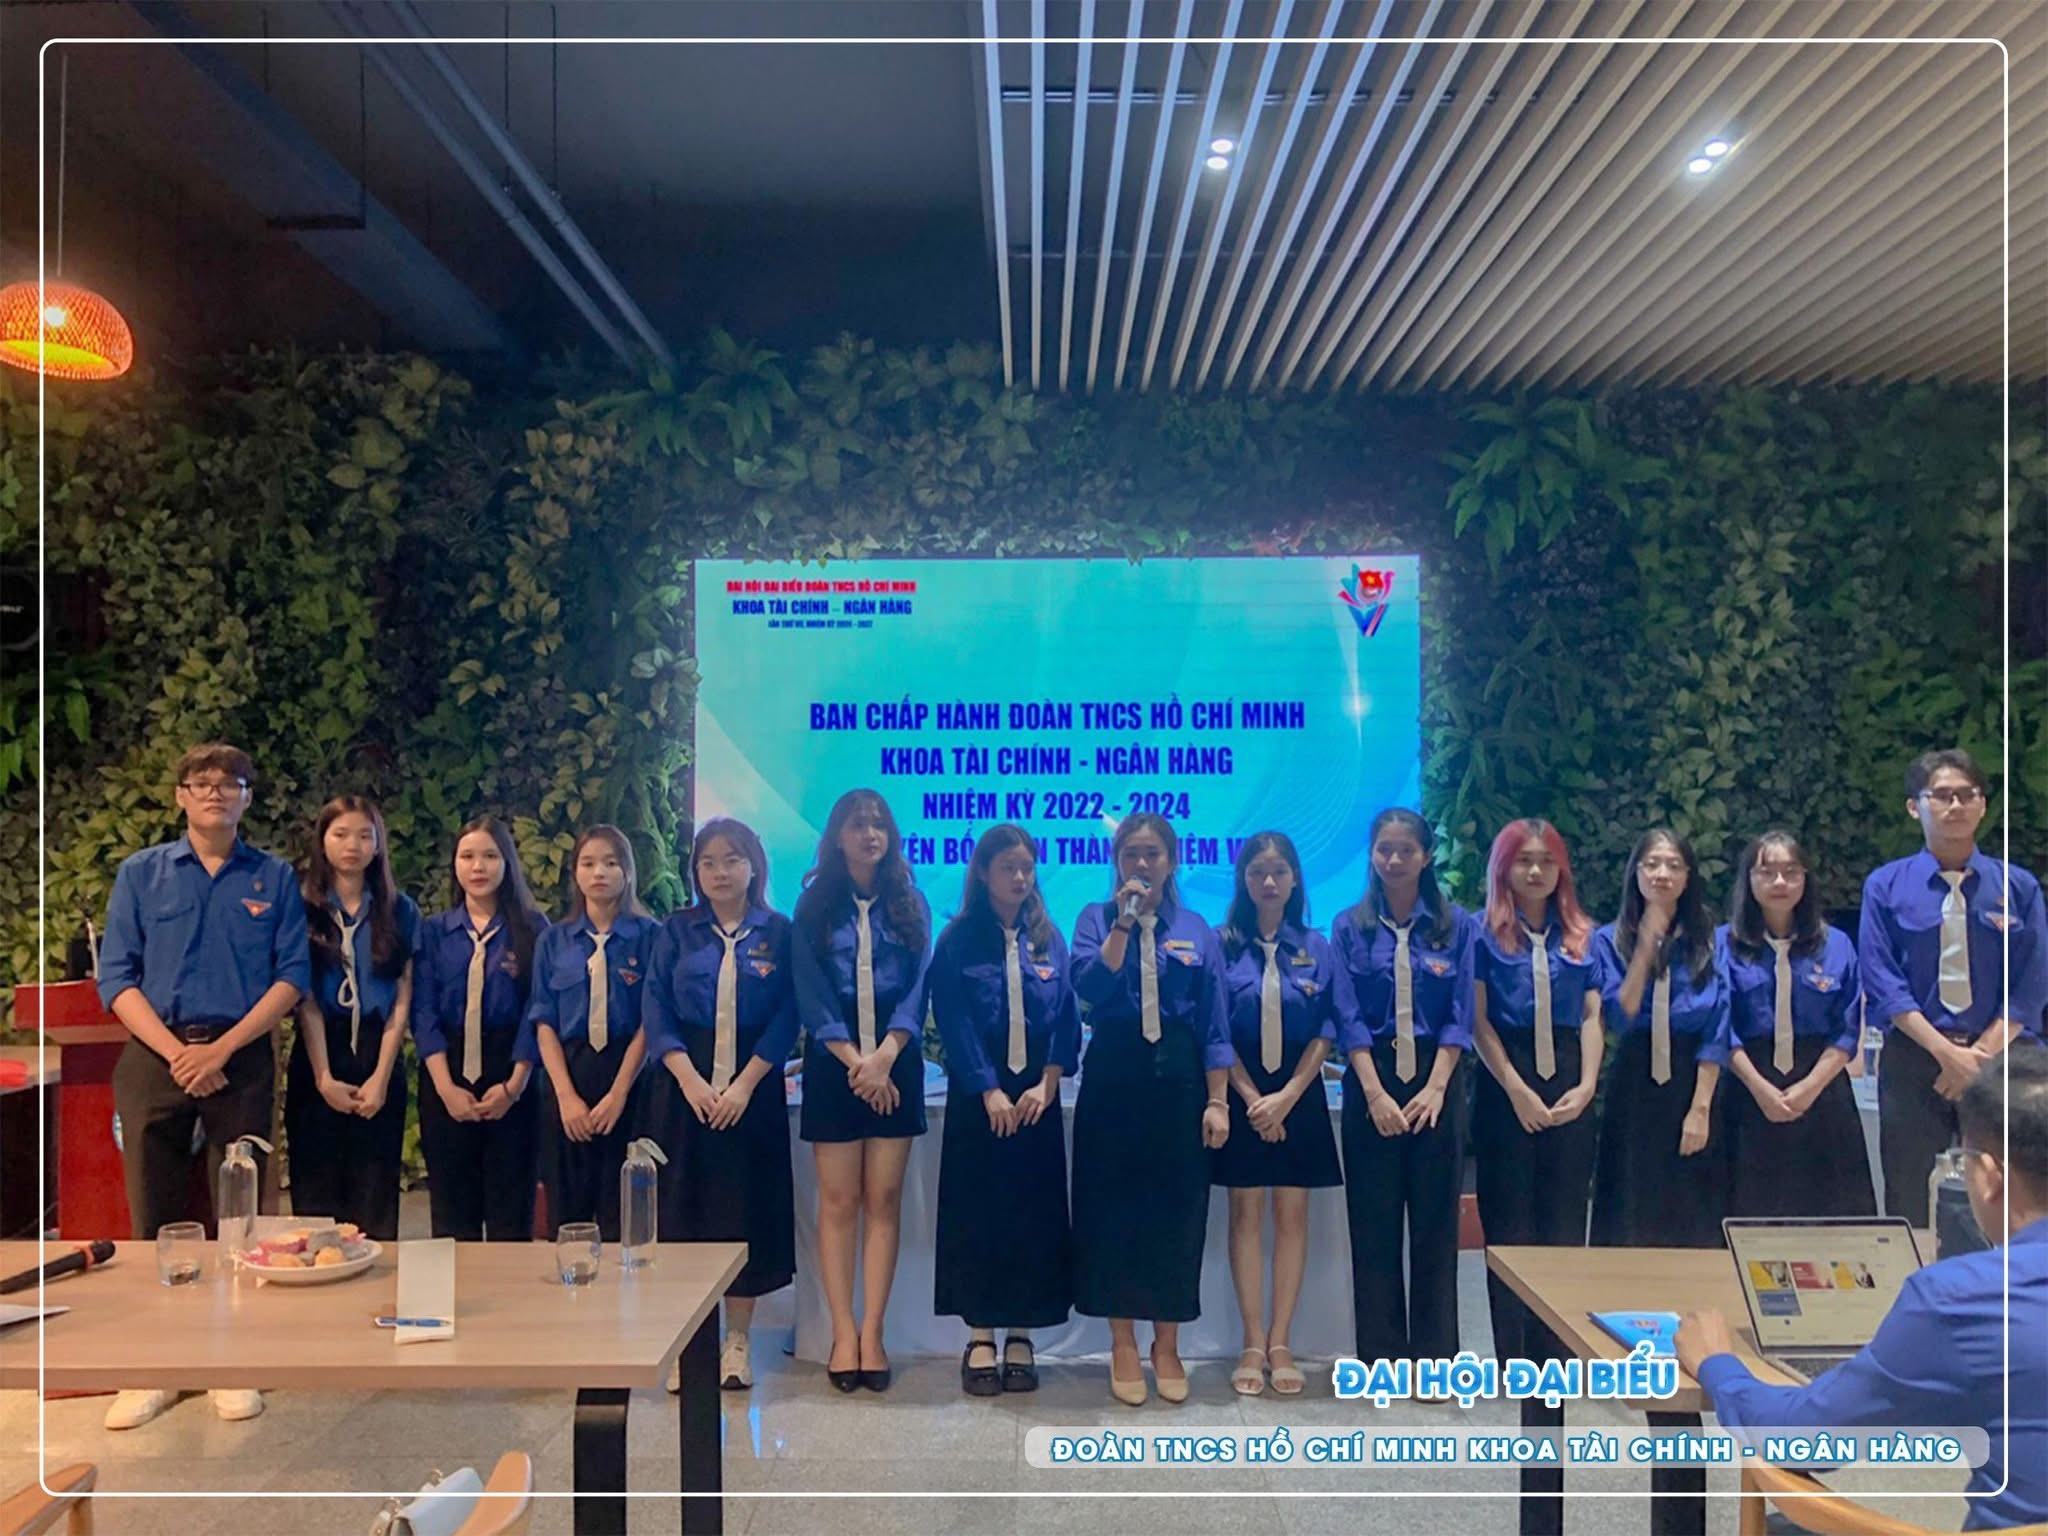 ĐẠI HỘI ĐẠI BIỂU ĐOÀN TNCS HỒ CHÍ MINH
KHOA TÀI CHÍNH – NGÂN HÀNG
BAN CHẤP HÀNH ĐOÀN TNCS HỒ CHÍ MINH
KHOA TÀI CHÍNH - NGÂN HÀNG
NHIỆM KỲ 2022 - 2024
BỐ
ĐẠI HỘI ĐẠI BIỂU
ĐOÀN TNCS HỒ CHÍ MINH KHOA TÀI CHÍNH - NGÂN HÀNG